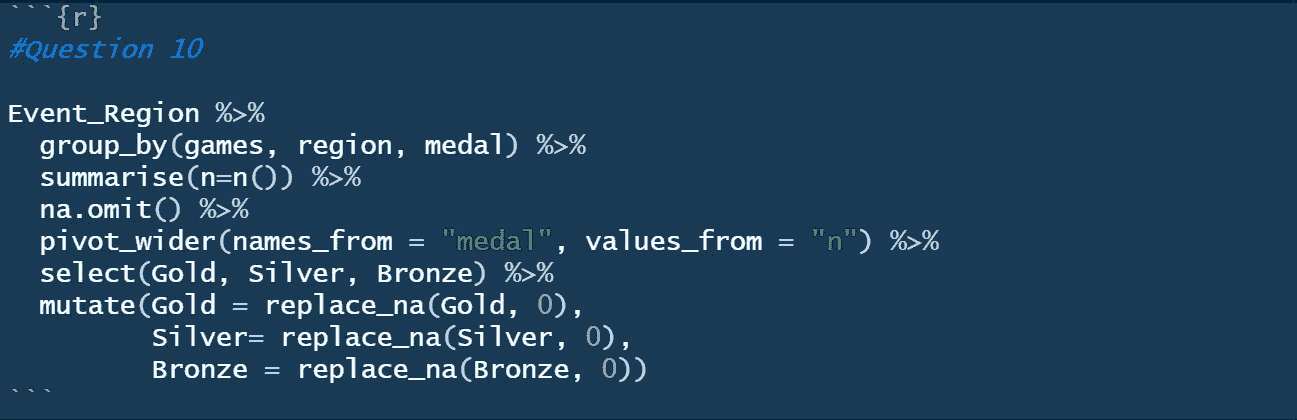 ```{r}
#Question 10
Event_Region %>%
group_by(games, region, medal) %>%
summarise(n=n()) %>%
na.omit() %>%
pivot_wider(names_from = "medal", values_from = "n") %>%
select(Gold, Silver, Bronze) %>%
mutate(Gold = replace_na(Gold, 0),
Silver= replace_na(Silver, 0),
Bronze = replace_na(Bronze, 0))
```